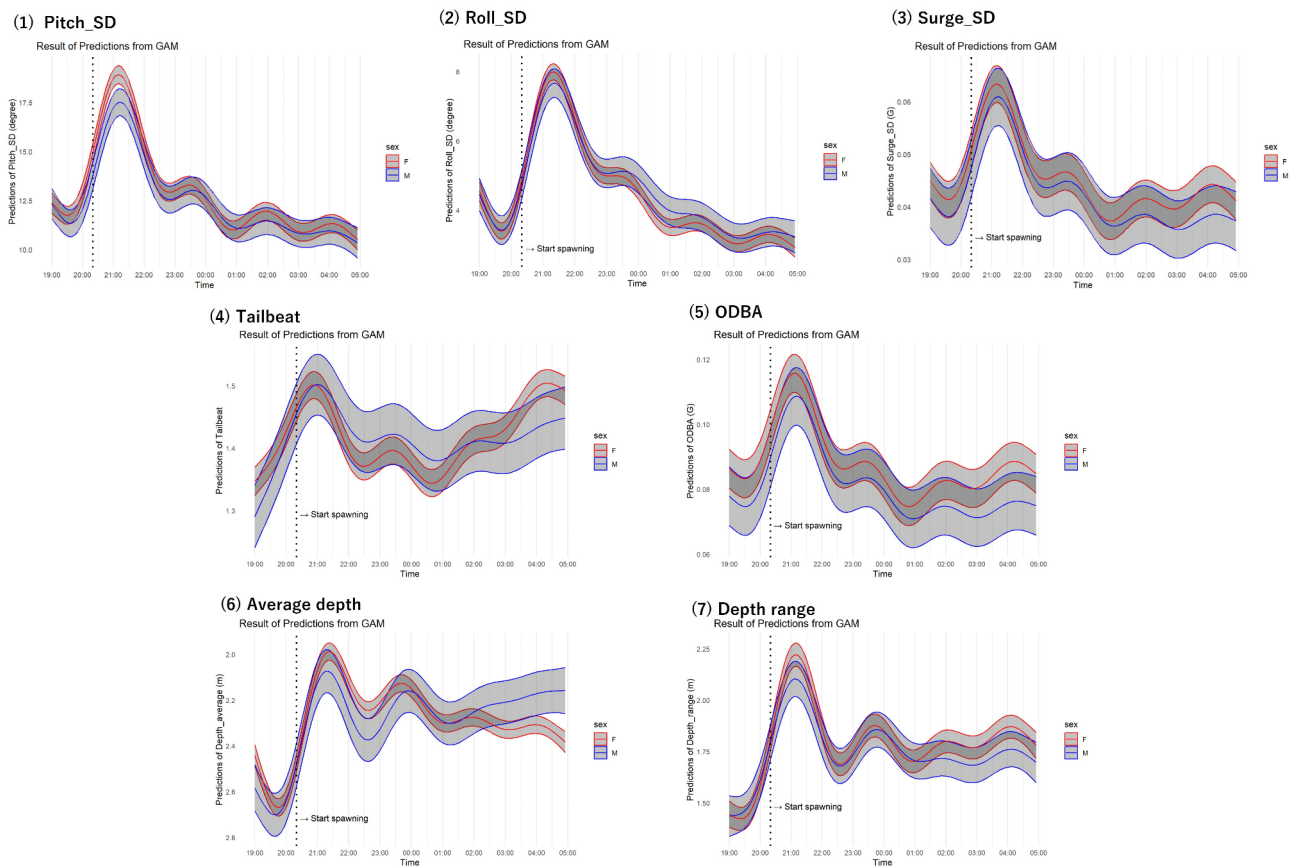 (1) Pitch_SD
Result of Predictions from GAM
Predictions of Pitch_SD (degree)
17.5
15.0
12.5
10.0
19:00 20:00 21:00 22:00 23:00 00:00 01:00 02:00 03:00 04:00 05:00
Time
sex
F
M
(2) Roll_SD
Result of Predictions from GAM
Predictions of Roll_SD (degree)
8
6
4
→ Start spawning
19:00 20:00 21:00 22:00 23:00 00:00 01:00 02:00 03:00 04:00 05:00
Time
sex
F
M
(3) Surge_SD
Result of Predictions from GAM
Predictions of Surge_SD (G)
0.06
0.05
0.04
0.03
→ Start spawning
19:00 20:00 21:00 22:00 23:00 00:00 01:00 02:00 03:00 04:00 05:00
Time
sex
F
M
(4) Tailbeat
Result of Predictions from GAM
Predictions of Tailbeat
1.5
1.4
1.3
→ Start spawning
19:00 20:00 21:00 22:00 23:00 00:00 01:00 02:00 03:00 04:00 05:00
Time
sex
F
M
(5) ODBA
Result of Predictions from GAM
Predictions of ODBA (G)
0.12
0.10
0.08
0.06
→ Start spawning
19:00 20:00 21:00 22:00 23:00 00:00 01:00 02:00 03:00 04:00 05:00
Time
sex
F
M
(6) Average depth
Result of Predictions from GAM
Predictions of Depth_average (m)
2.0
2.2
2.4
2.6
2.8
→ Start spawning
19:00 20:00 21:00 22:00 23:00 00:00 01:00 02:00 03:00 04:00 05:00
Time
sex
F
M
(7) Depth range
Result of Predictions from GAM
Predictions of Depth_range (m)
2.25
2.00
1.75
1.50
→ Start spawning
19:00 20:00 21:00 22:00 23:00 00:00 01:00 02:00 03:00 04:00 05:00
Time
sex
F
M